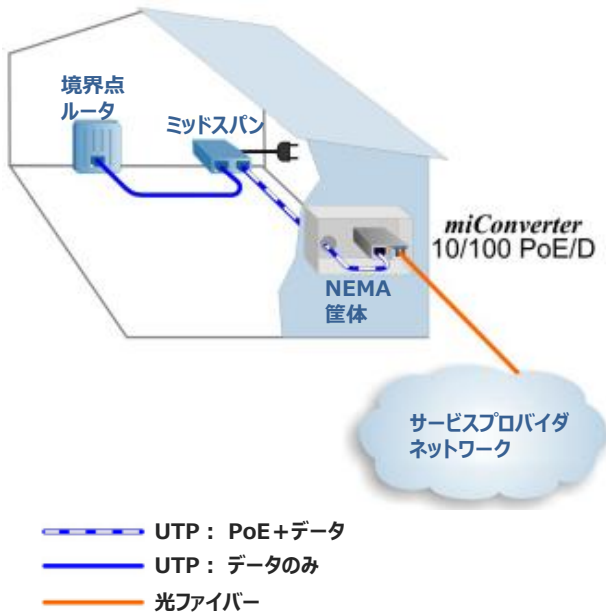 境界点
ルータ
ミッドスパン
miConverter
10/100 PoE/D
NEMA
筐体
サービスプロバイダ
ネットワーク
UTP： PoE＋データ
UTP： データのみ
光ファイバー